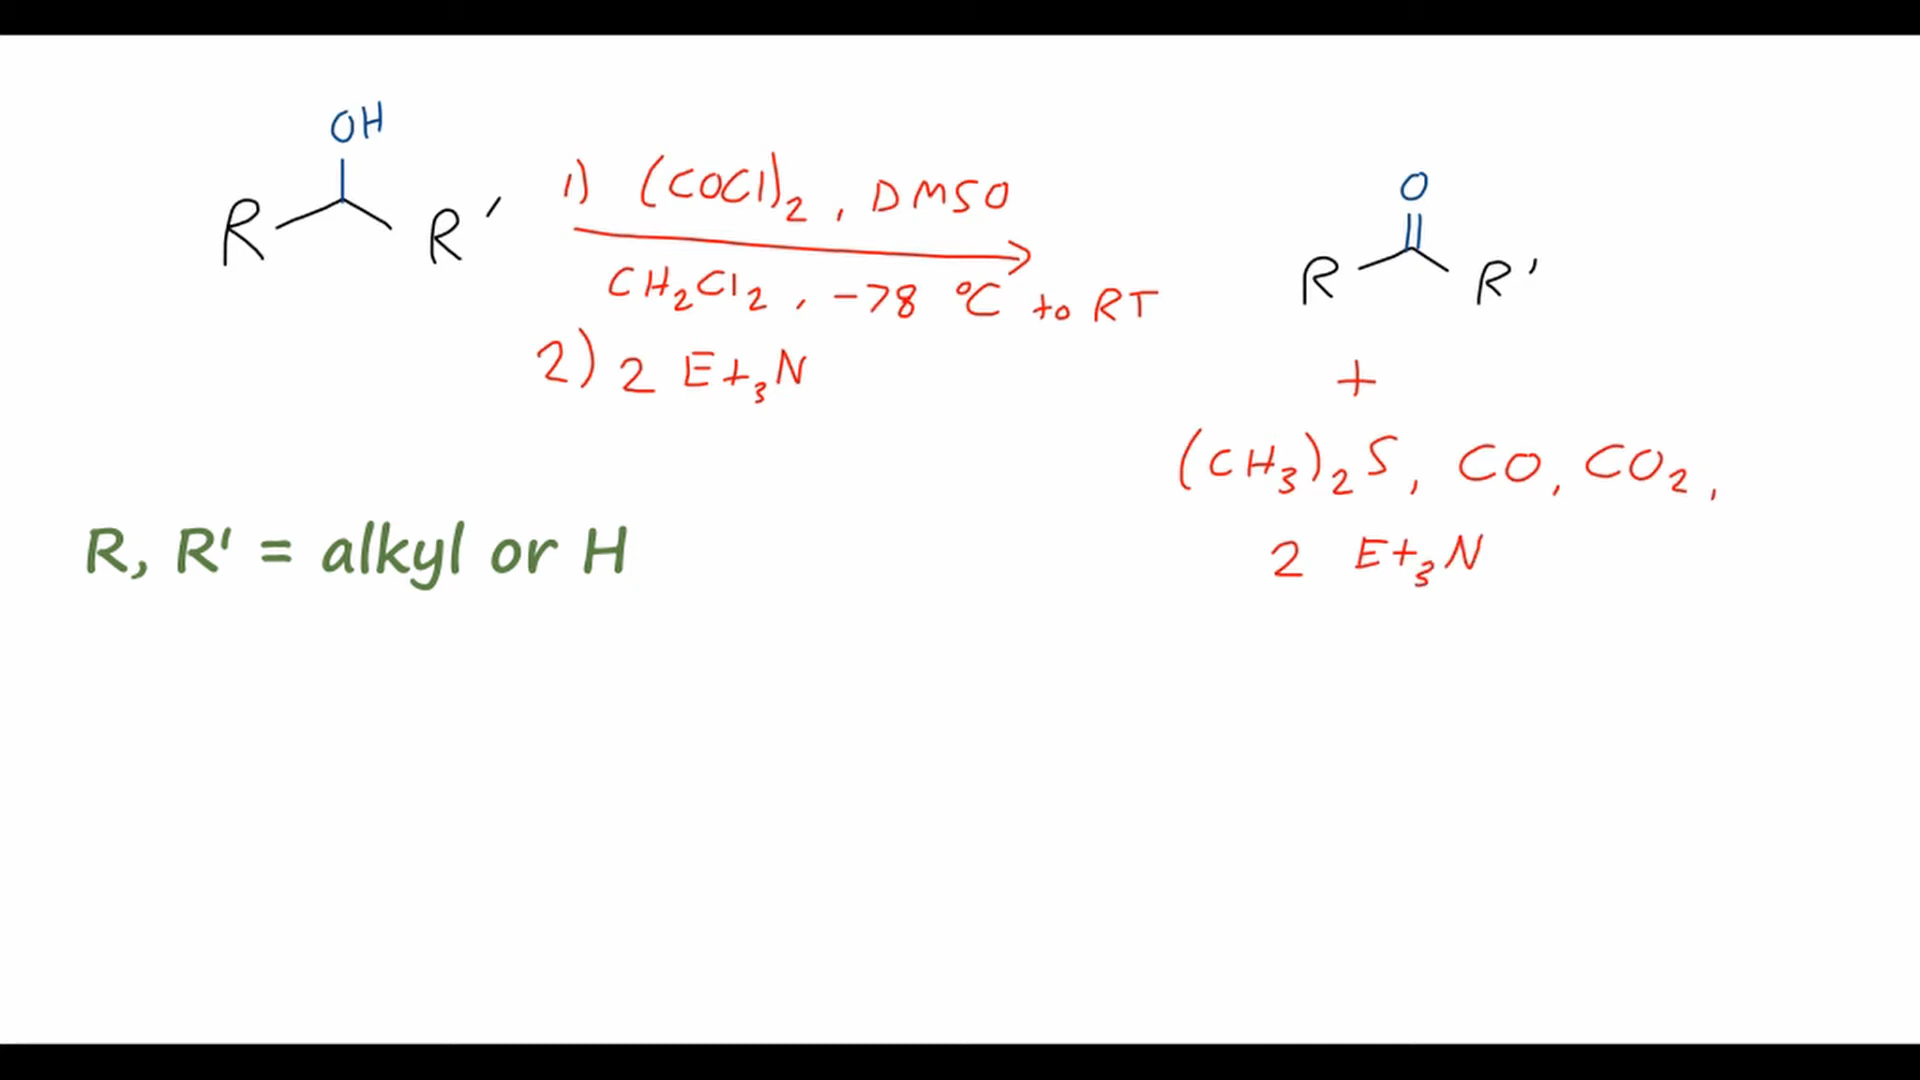 OH
R R'
1) (COCl)2, DMSO
CH2Cl2, -78 °C to RT
2) 2 Et3N
O
R R'
+
(CH3)2S, CO, CO2,
2 Et3N
R, R' = alkyl or H